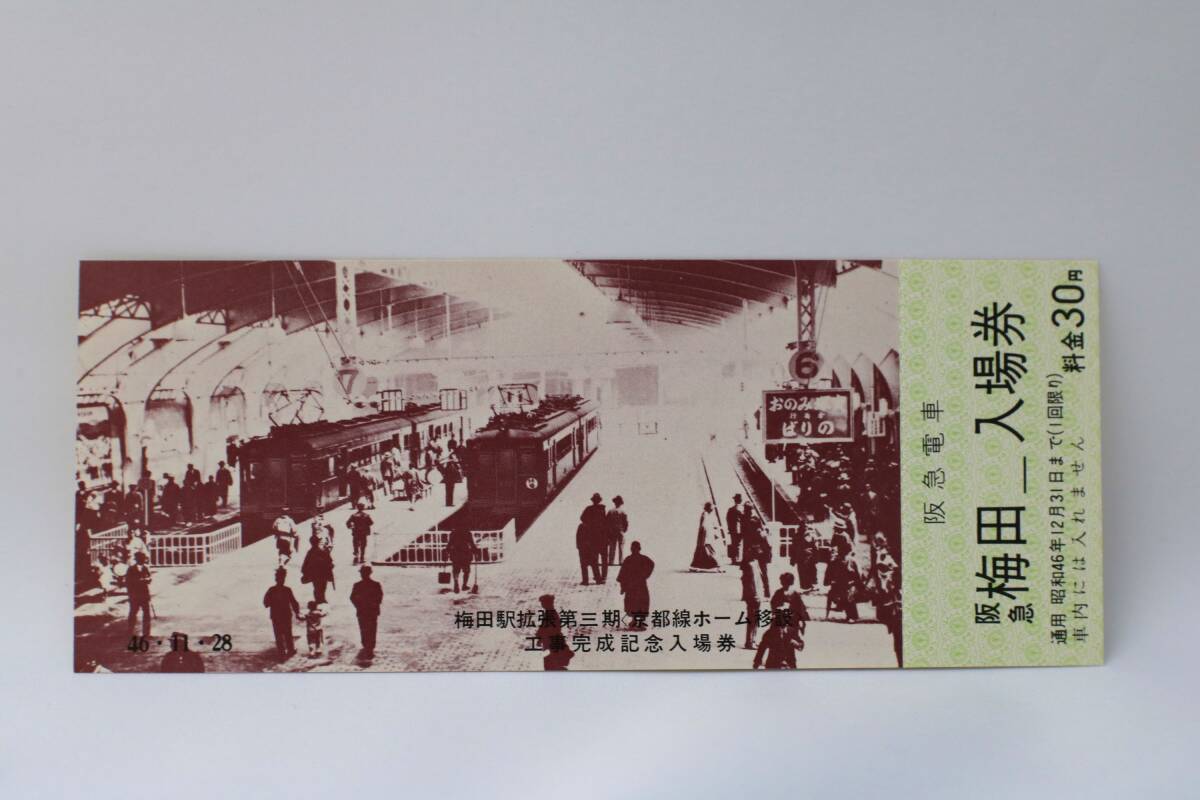 7
6
おのみ
ばりの
46・11・28
梅田駅拡張第三期〈京都線ホーム移設〉
工事完成記念入場券
阪急電車
阪急梅田―入場券
通用 昭和46年12月31日まで(1回限り)
車内には入れません
料金30円